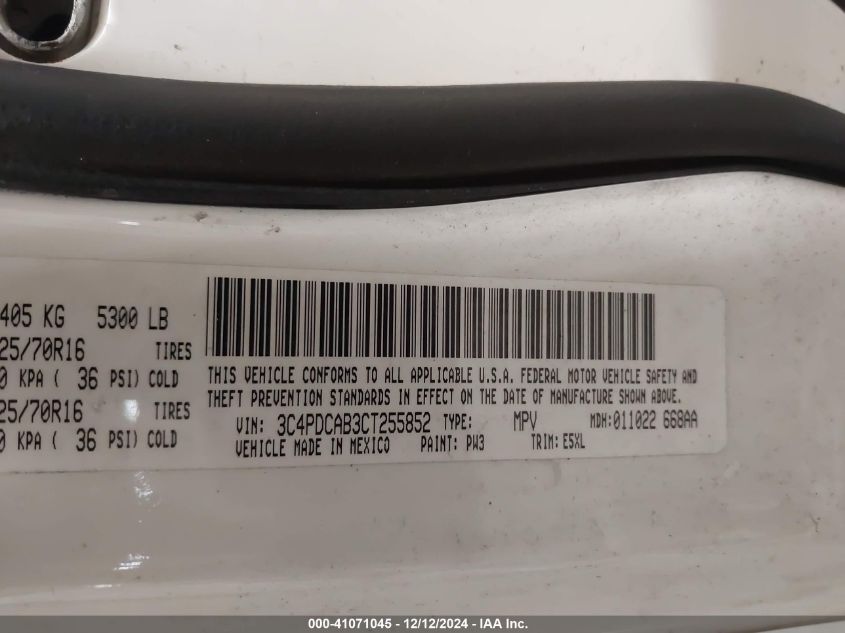 405 KG 5300 LB
25/70R16 TIRES
0 KPA ( 36 PSI) COLD
25/70R16 TIRES
0 KPA ( 36 PSI) COLD
THIS VEHICLE CONFORMS TO ALL APPLICABLE U.S.A. FEDERAL MOTOR VEHICLE SAFETY AND
THEFT PREVENTION STANDARDS IN EFFECT ON THE DATE OF MANUFACTURE SHOWN ABOVE.
VIN: 3C4PDCAB3CT255852 TYPE: MPV MDH:011022 668AA
VEHICLE MADE IN MEXICO PAINT: PW3 TRIM: E5XL
000-41071045 - 12/12/2024 - IAA Inc.